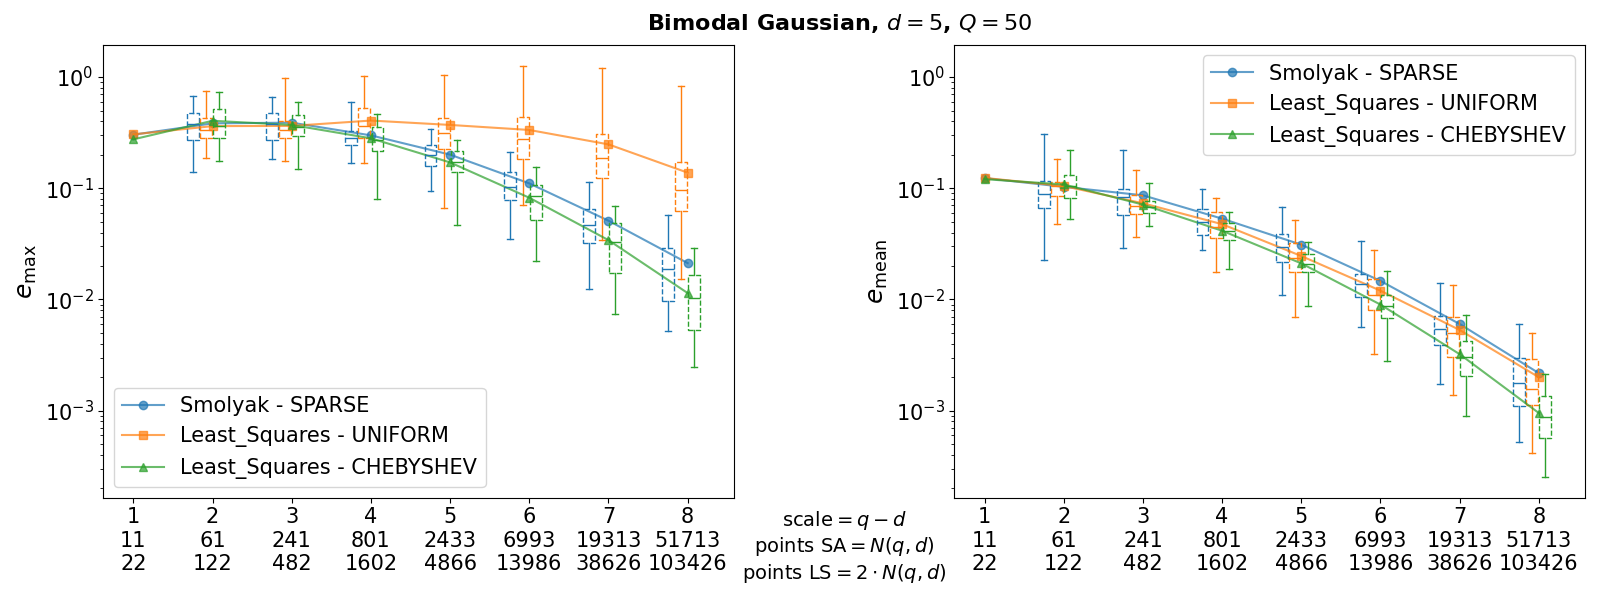 Bimodal Gaussian, d = 5, Q = 50
e_max
10^0
10^-1
10^-2
10^-3
Smolyak - SPARSE
Least_Squares - UNIFORM
Least_Squares - CHEBYSHEV
1 2 3 4 5 6 7 8
11 61 241 801 2433 6993 19313 51713
22 122 482 1602 4866 13986 38626 103426
scale = q − d
points SA = N(q, d)
points LS = 2 · N(q, d)
e_mean
10^0
10^-1
10^-2
10^-3
Smolyak - SPARSE
Least_Squares - UNIFORM
Least_Squares - CHEBYSHEV
1 2 3 4 5 6 7 8
11 61 241 801 2433 6993 19313 51713
22 122 482 1602 4866 13986 38626 103426